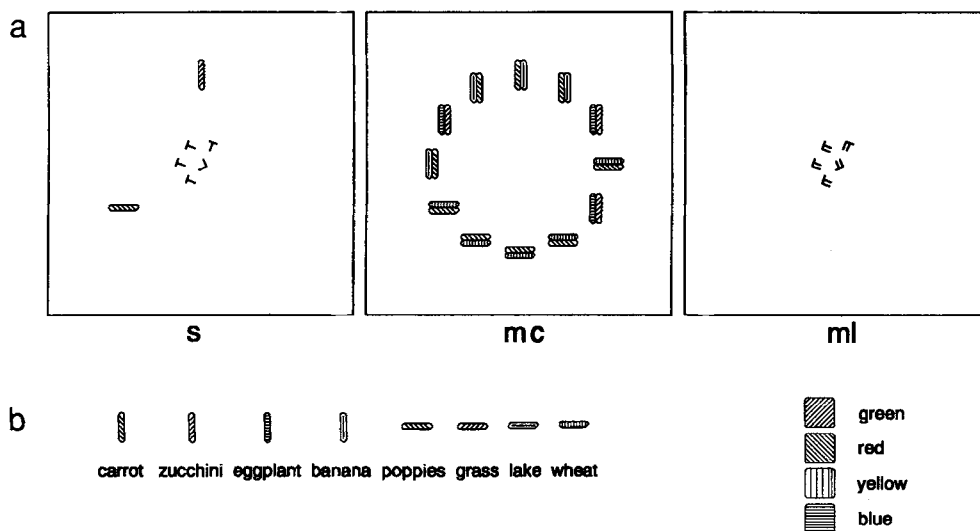 a
s
mc
ml
b
carrot zucchini eggplant banana poppies grass lake wheat
green
red
yellow
blue